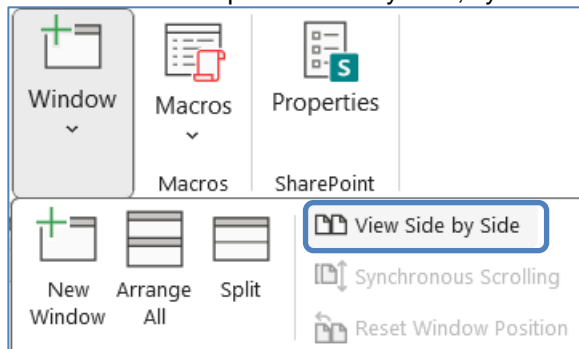 Window
Macros
Properties
Macros
SharePoint
S
New Window
Arrange All
Split
View Side by Side
Synchronous Scrolling
Reset Window Position